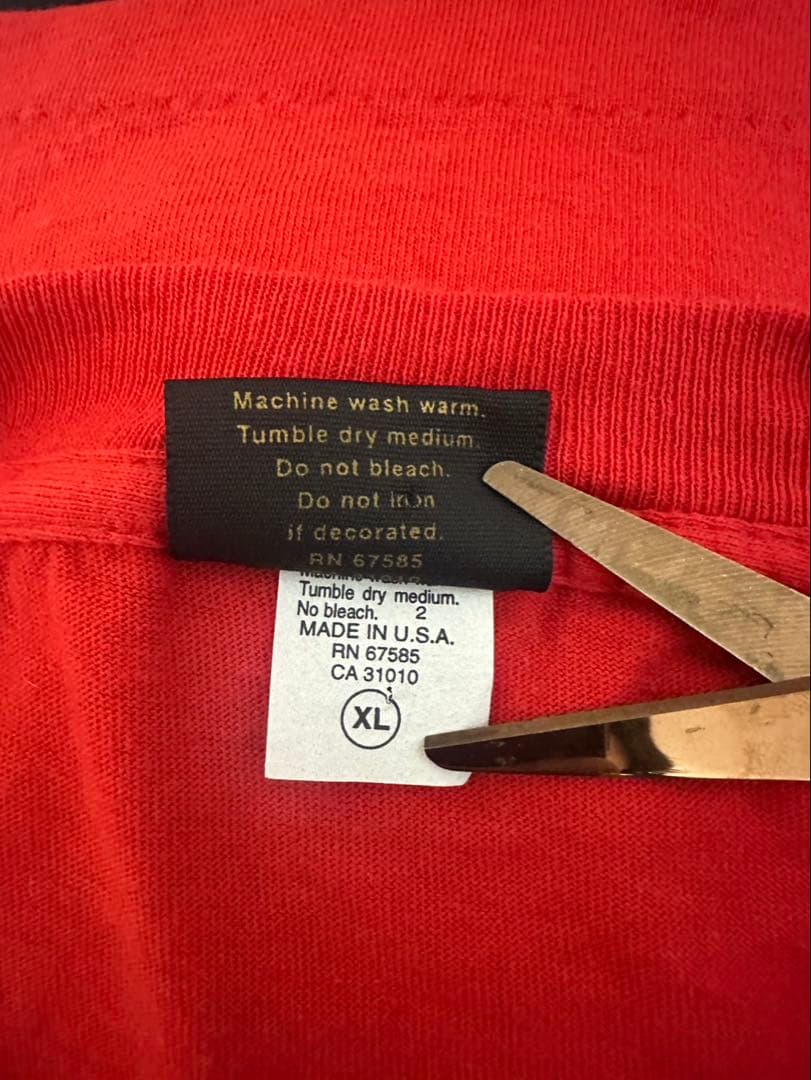 Machine wash warm.
Tumble dry medium.
Do not bleach.
Do not iron
if decorated.
RN 67585
Tumble dry medium.
No bleach. 2
MADE IN U.S.A.
RN 67585
CA 31010
XL